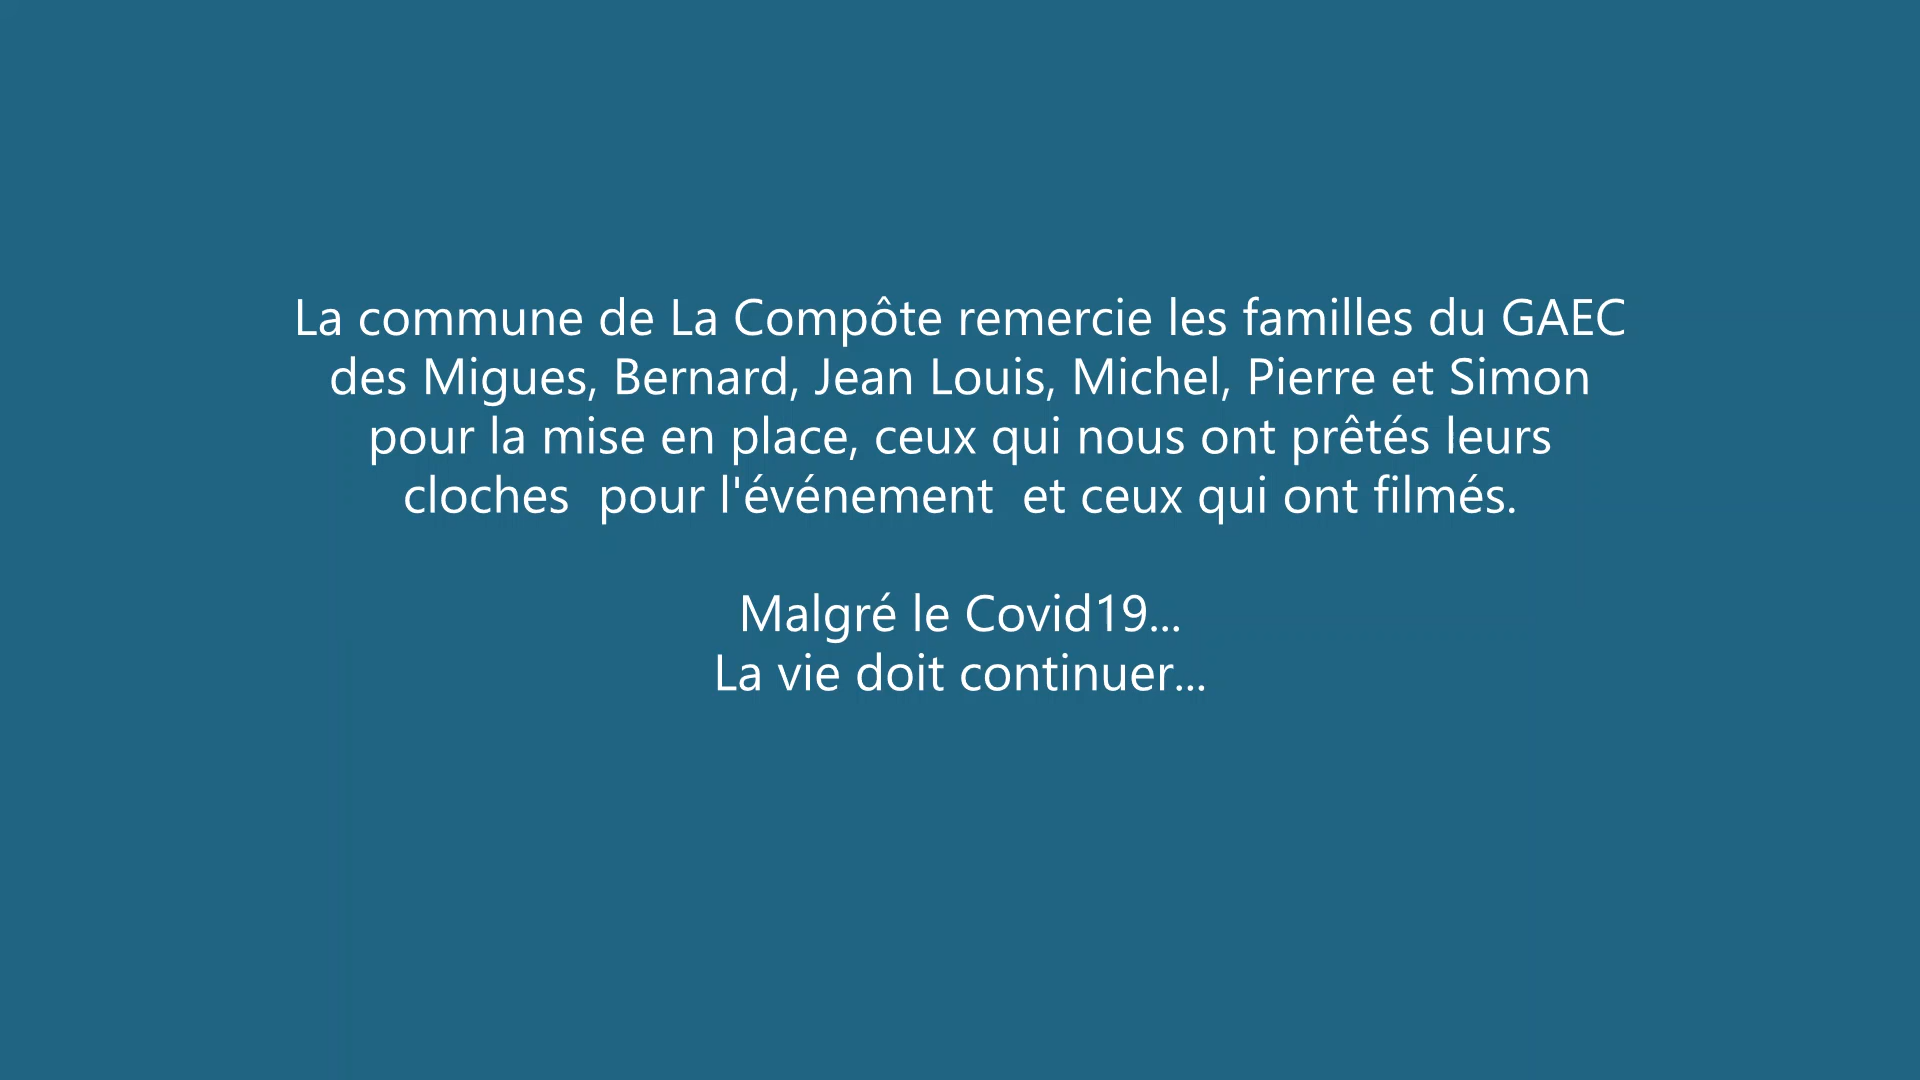 La commune de La Compôte remercie les familles du GAEC
des Migues, Bernard, Jean Louis, Michel, Pierre et Simon
pour la mise en place, ceux qui nous ont prêtés leurs
cloches  pour l'événement  et ceux qui ont filmés.
Malgré le Covid19...
La vie doit continuer...